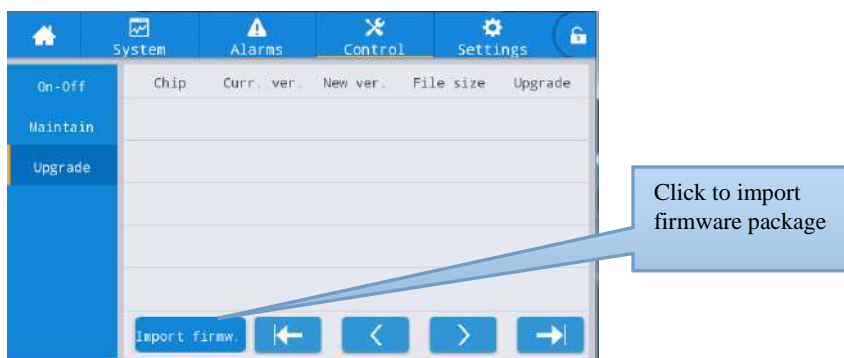 System Alarms Control Settings
On-Off
Maintain
Upgrade
Chip Curr. ver. New ver. File size Upgrade
Click to import
firmware package
Import firmw.